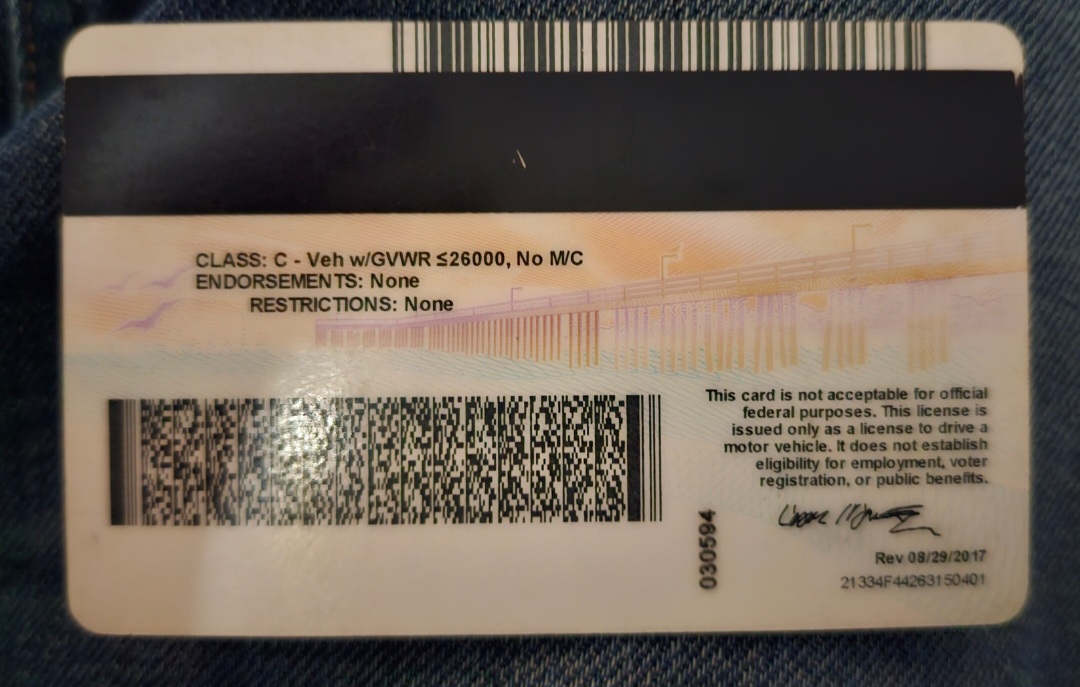 CLASS: C - Veh w/GVWR ≤26000, No M/C
ENDORSEMENTS: None
RESTRICTIONS: None
This card is not acceptable for official
federal purposes. This license is
issued only as a license to drive a
motor vehicle. It does not establish
eligibility for employment, voter
registration, or public benefits.
030594
Rev 08/29/2017
21334F44263150401